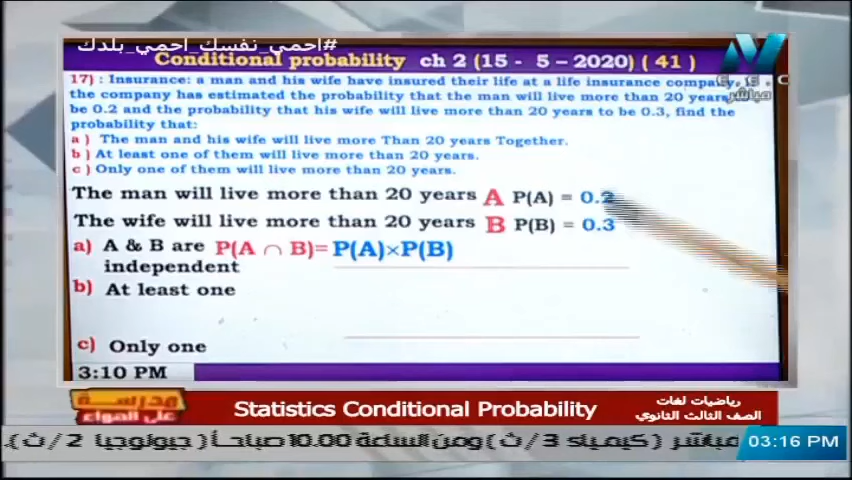 #احمي_نفسك_احمي_بلدك
Conditional probability ch 2 (15 - 5 – 2020) ( 41 )
17) : Insurance: a man and his wife have insured their life at a life insurance company,
the company has estimated the probability that the man will live more than 20 years
be 0.2 and the probability that his wife will live more than 20 years to be 0.3, find the
probability that:
a ) The man and his wife will live more Than 20 years Together.
b ) At least one of them will live more than 20 years.
c ) Only one of them will live more than 20 years.
The man will live more than 20 years A P(A) = 0.2
The wife will live more than 20 years B P(B) = 0.3
a) A & B are P(A ∩ B)= P(A)×P(B)
independent
b) At least one
c) Only one
3:10 PM
مباشر
مدرسة
على الهواء
Statistics Conditional Probability
رياضيات لغات
الصف الثالث الثانوي
مباشر (كيمياء 3/ث) ومن الساعة 10.00 صباحاً (جيولوجيا 2/ث).
03:16 PM